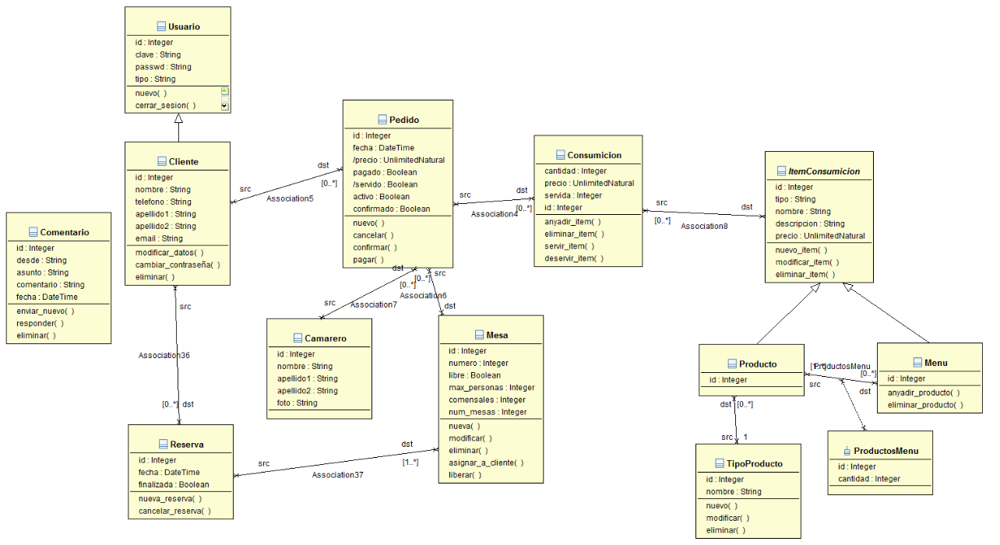 Usuario
id : Integer
clave : String
passwd : String
tipo : String
nuevo( )
cerrar_sesion( )
Cliente
id : Integer
nombre : String
telefono : String
apellido1 : String
apellido2 : String
email : String
modificar_datos( )
cambiar_contraseña( )
eliminar( )
Comentario
id : Integer
desde : String
asunto : String
comentario : String
fecha : DateTime
enviar_nuevo( )
responder( )
eliminar( )
src
Association36
[0..*]
dst
Reserva
id : Integer
fecha : DateTime
finalizada : Boolean
nueva_reserva( )
cancelar_reserva( )
src
Association5
dst
[0..*]
Pedido
id : Integer
fecha : DateTime
/precio : UnlimitedNatural
pagado : Boolean
/servido : Boolean
activo : Boolean
confirmado : Boolean
nuevo( )
cancelar( )
confirmar( )
pagar( )
dst
[0..*]
src
Association7
[0..*]
src
Association6
dst
Camarero
id : Integer
nombre : String
apellido1 : String
apellido2 : String
foto : String
Mesa
id : Integer
numero : Integer
libre : Boolean
max_personas : Integer
comensales : Integer
num_mesas : Integer
nueva( )
modificar( )
eliminar( )
asignar_a_cliente( )
liberar( )
src
Association37
dst
[1..*]
src
Association4
dst
[0..*]
Consumicion
cantidad : Integer
precio : UnlimitedNatural
servida : Integer
id : Integer
anyadir_item( )
eliminar_item( )
servir_item( )
deservir_item( )
src
[0..*]
Association8
dst
ItemConsumicion
id : Integer
tipo : String
nombre : String
descripcion : String
precio : UnlimitedNatural
nuevo_item( )
modificar_item( )
eliminar_item( )
Producto
id : Integer
ProductosMenu
src
[0..*]
dst
Menu
id : Integer
anyadir_producto( )
eliminar_producto( )
dst
[0..*]
src
1
TipoProducto
id : Integer
nombre : String
nuevo( )
modificar( )
eliminar( )
ProductosMenu
id : Integer
cantidad : Integer